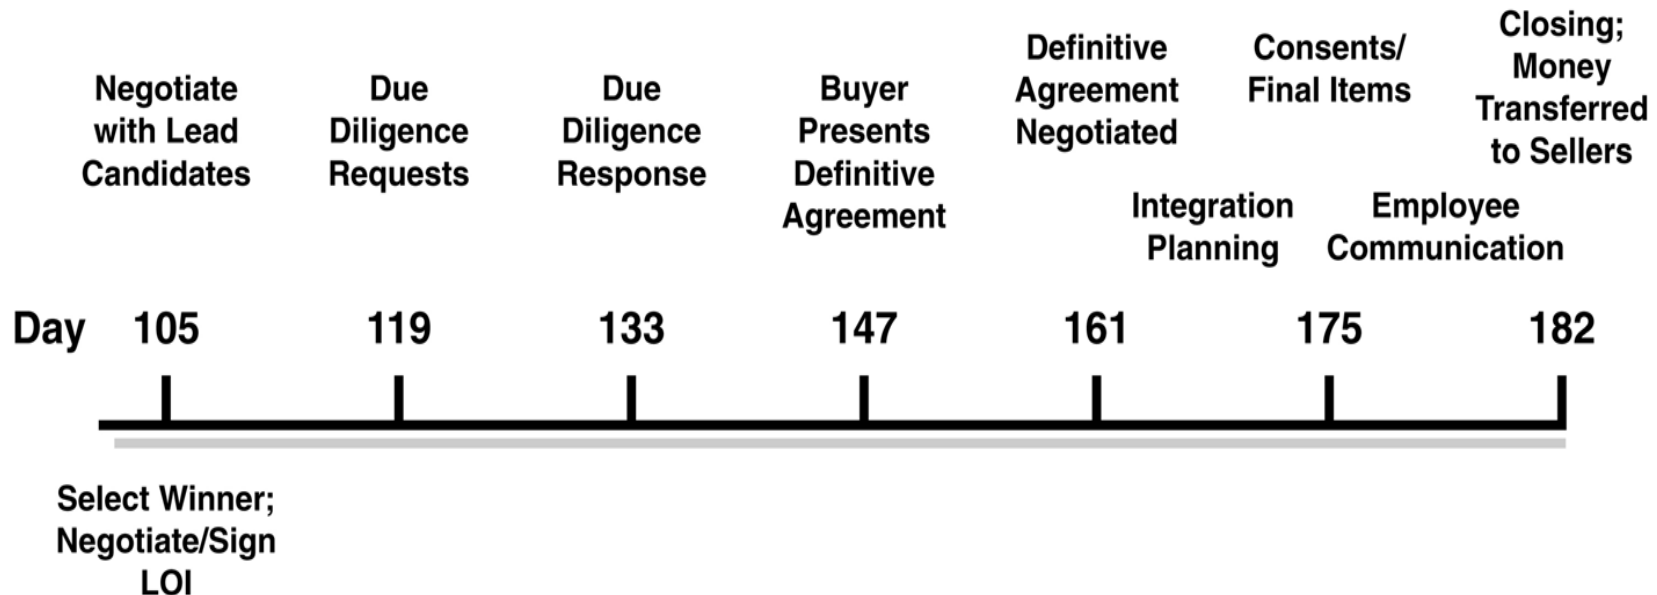 Negotiate
with Lead
Candidates
Due
Diligence
Requests
Due
Diligence
Response
Buyer
Presents
Definitive
Agreement
Definitive
Agreement
Negotiated
Consents/
Final Items
Closing;
Money
Transferred
to Sellers
Integration
Planning
Employee
Communication
Day 105 119 133 147 161 175 182
Select Winner;
Negotiate/Sign
LOI